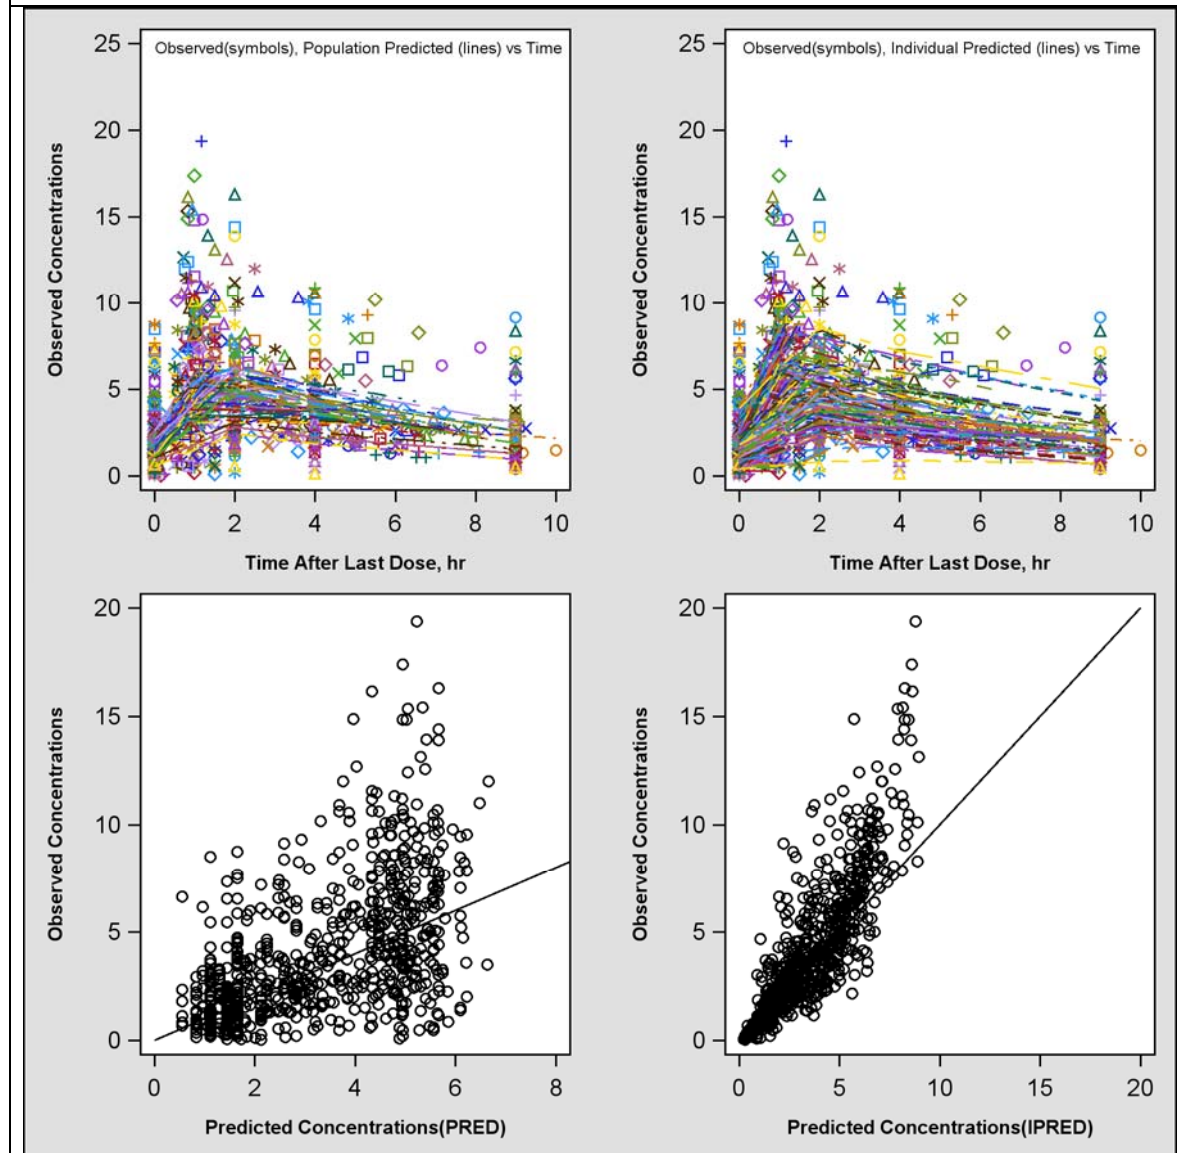 Observed(symbols), Population Predicted (lines) vs Time
25
20
15
10
5
0
Observed Concentrations
0 2 4 6 8 10
Time After Last Dose, hr
Observed(symbols), Individual Predicted (lines) vs Time
25
20
15
10
5
0
Observed Concentrations
0 2 4 6 8 10
Time After Last Dose, hr
20
15
10
5
0
Observed Concentrations
0 2 4 6 8
Predicted Concentrations(PRED)
20
15
10
5
0
Observed Concentrations
0 5 10 15 20
Predicted Concentrations(IPRED)